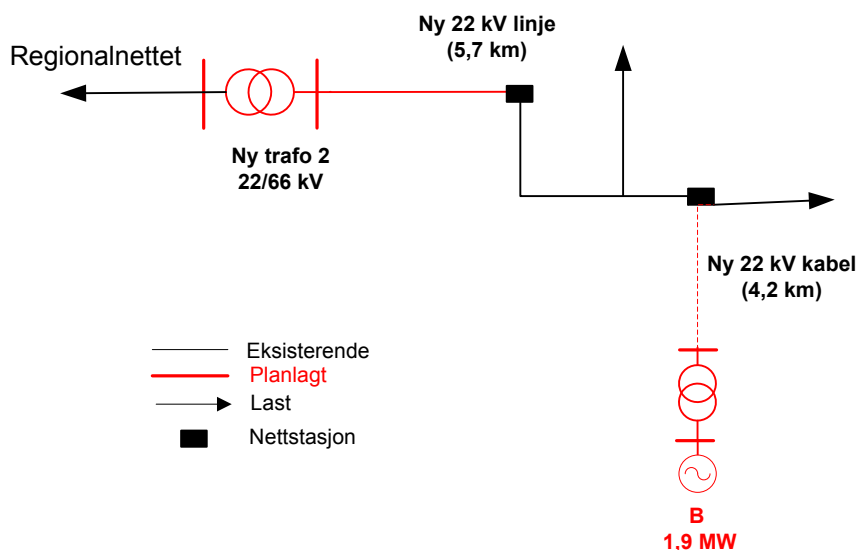 Ny 22 kV linje
(5,7 km)
Regionalnettet
Ny trafo 2
22/66 kV
Ny 22 kV kabel
(4,2 km)
Eksisterende
Planlagt
Last
Nettstasjon
B
1,9 MW